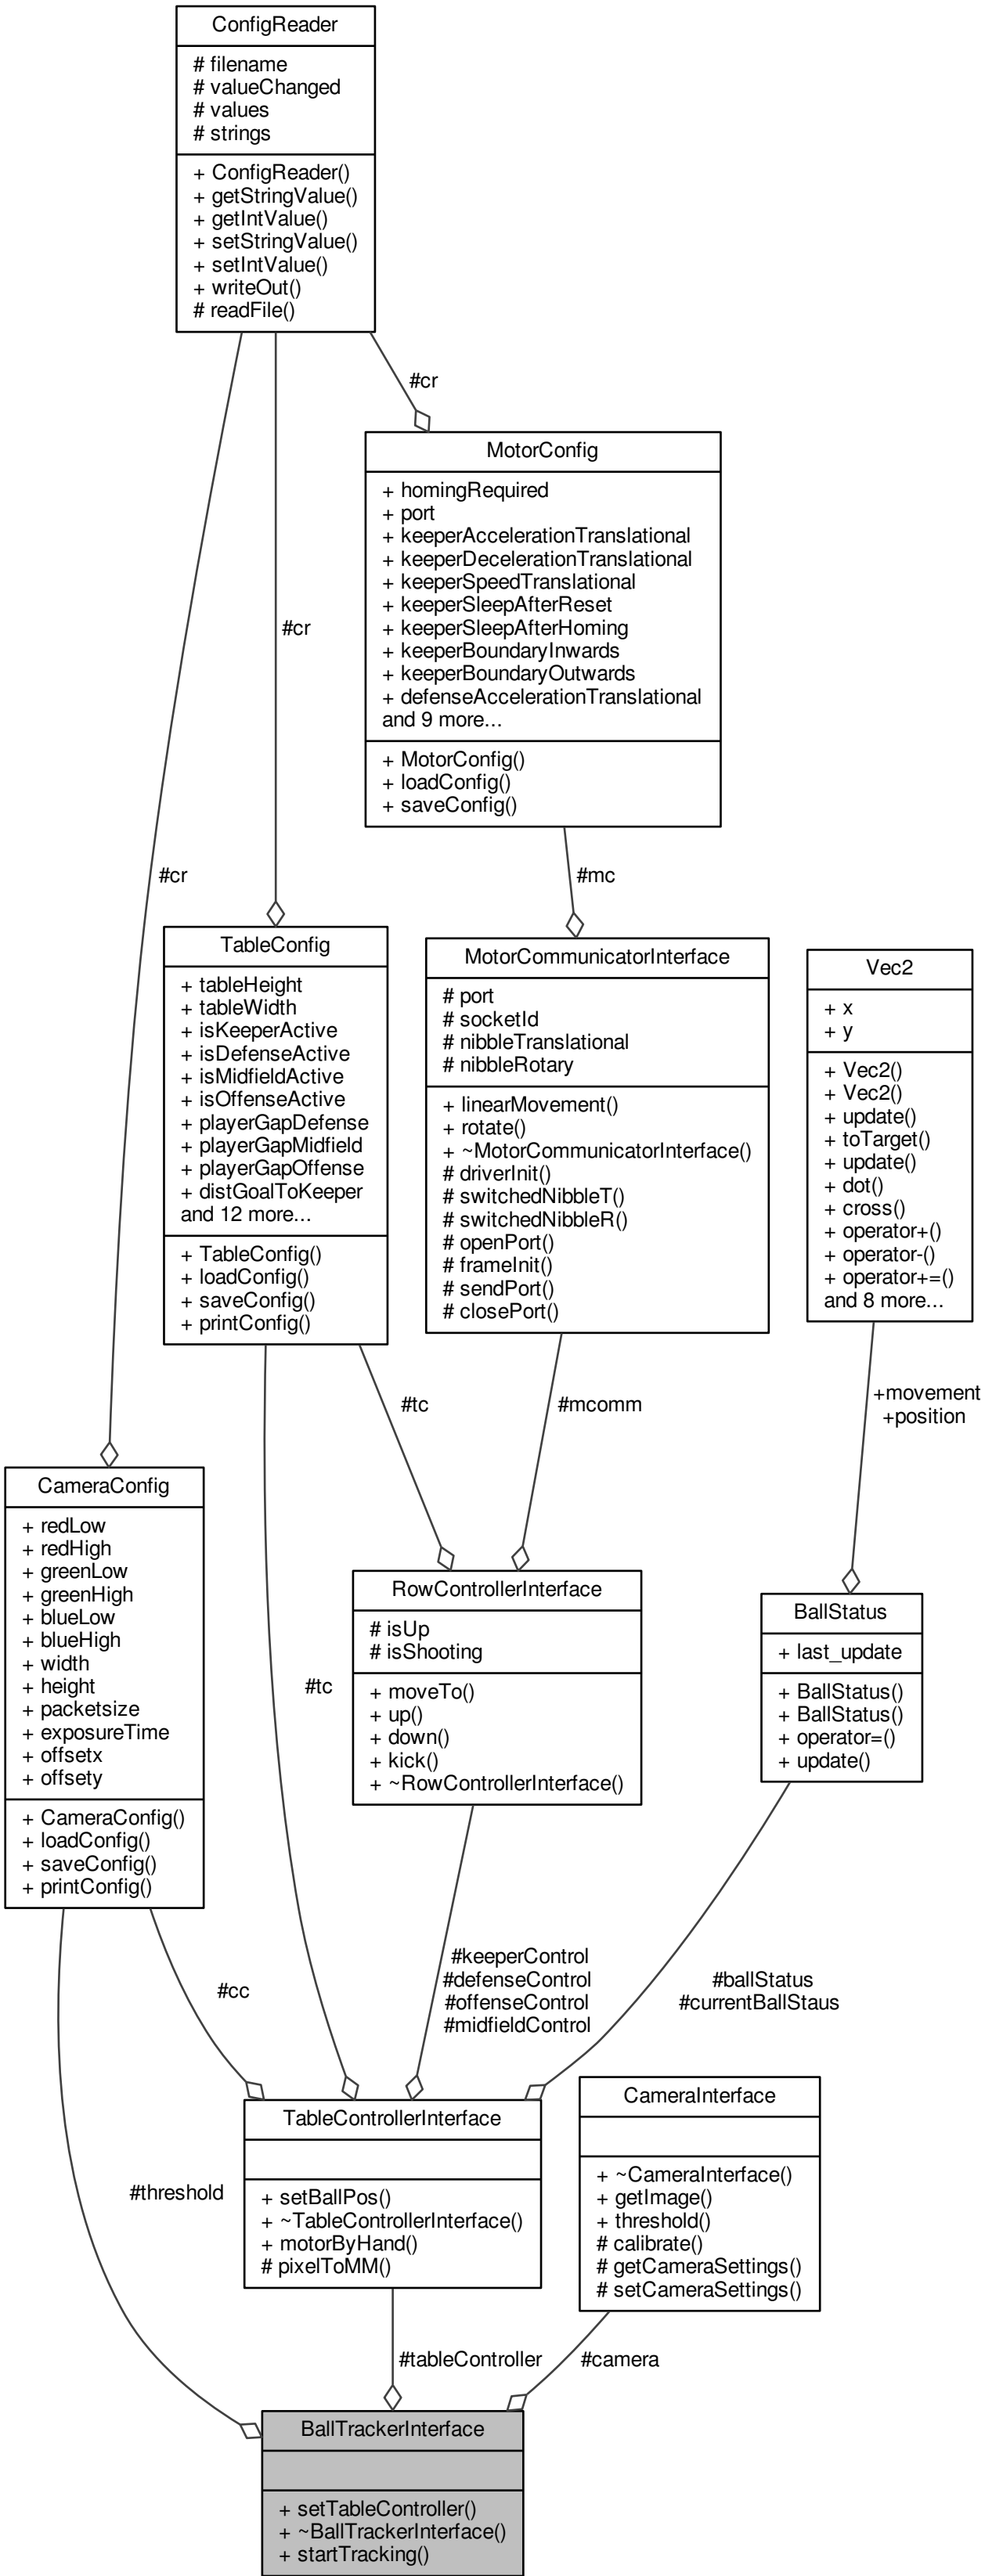 ConfigReader
# filename
# valueChanged
# values
# strings
+ ConfigReader()
+ getStringValue()
+ getIntValue()
+ setStringValue()
+ setIntValue()
+ writeOut()
# readFile()
#cr
MotorConfig
+ homingRequired
+ port
+ keeperAccelerationTranslational
+ keeperDecelerationTranslational
+ keeperSpeedTranslational
+ keeperSleepAfterReset
+ keeperSleepAfterHoming
+ keeperBoundaryInwards
+ keeperBoundaryOutwards
+ defenseAccelerationTranslational
and 9 more...
+ MotorConfig()
+ loadConfig()
+ saveConfig()
#cr
#cr
#mc
TableConfig
+ tableHeight
+ tableWidth
+ isKeeperActive
+ isDefenseActive
+ isMidfieldActive
+ isOffenseActive
+ playerGapDefense
+ playerGapMidfield
+ playerGapOffense
+ distGoalToKeeper
and 12 more...
+ TableConfig()
+ loadConfig()
+ saveConfig()
+ printConfig()
MotorCommunicatorInterface
# port
# socketId
# nibbleTranslational
# nibbleRotary
+ linearMovement()
+ rotate()
+ ~MotorCommunicatorInterface()
# driverInit()
# switchedNibbleT()
# switchedNibbleR()
# openPort()
# frameInit()
# sendPort()
# closePort()
Vec2
+ x
+ y
+ Vec2()
+ Vec2()
+ update()
+ toTarget()
+ update()
+ dot()
+ cross()
+ operator+()
+ operator-()
+ operator+=()
and 8 more...
#tc
#mcomm
+movement
+position
CameraConfig
+ redLow
+ redHigh
+ greenLow
+ greenHigh
+ blueLow
+ blueHigh
+ width
+ height
+ packetsize
+ exposureTime
+ offsetx
+ offsety
+ CameraConfig()
+ loadConfig()
+ saveConfig()
+ printConfig()
#tc
RowControllerInterface
# isUp
# isShooting
+ moveTo()
+ up()
+ down()
+ kick()
+ ~RowControllerInterface()
BallStatus
+ last_update
+ BallStatus()
+ BallStatus()
+ operator=()
+ update()
#cc
#keeperControl
#defenseControl
#offenseControl
#midfieldControl
#ballStatus
#currentBallStaus
#threshold
TableControllerInterface
+ setBallPos()
+ ~TableControllerInterface()
+ motorByHand()
# pixelToMM()
CameraInterface
+ ~CameraInterface()
+ getImage()
+ threshold()
# calibrate()
# getCameraSettings()
# setCameraSettings()
#tableController
#camera
BallTrackerInterface
+ setTableController()
+ ~BallTrackerInterface()
+ startTracking()